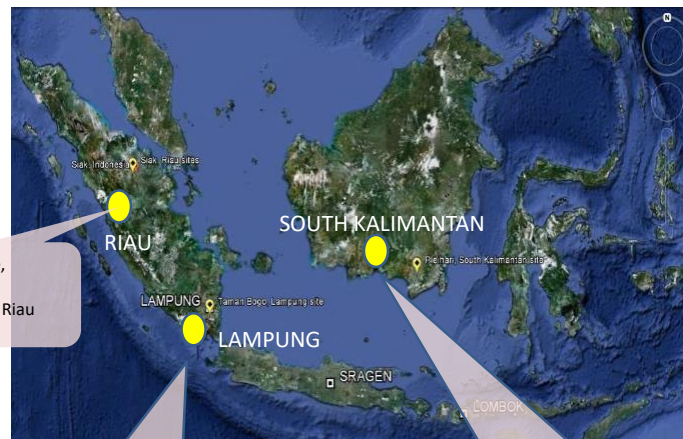 N
Siak, Indonesia
Siak, Riau sites
SOUTH KALIMANTAN
RIAU
Riau
Pleihari, South Kalimantan site
LAMPUNG
Taman Bogo, Lampung site
LAMPUNG
SRAGEN
LOMBOK